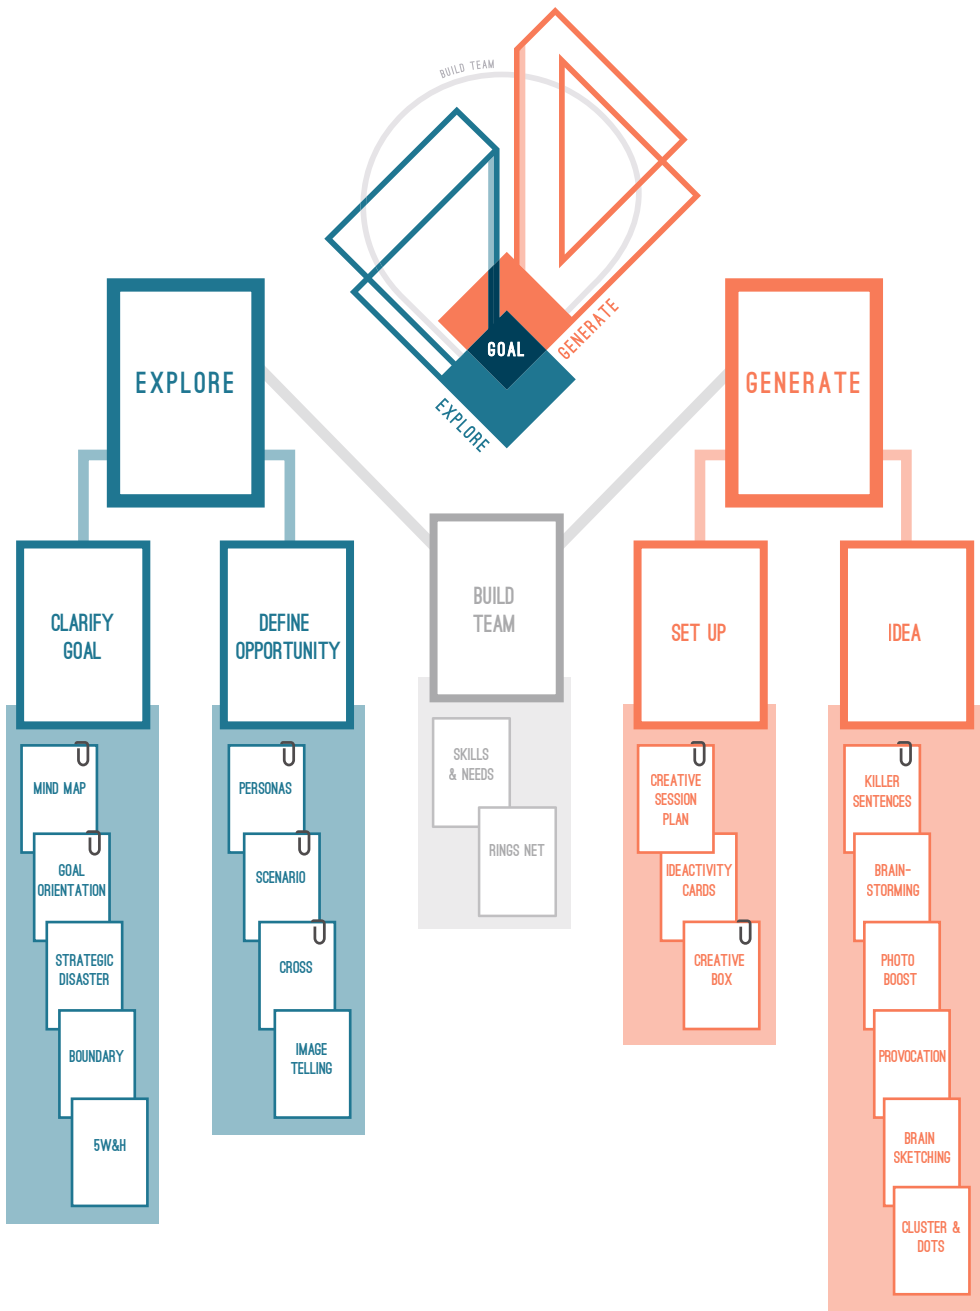 BUILD TEAM
GOAL
GENERATE
EXPLORE
EXPLORE
GENERATE
BUILD
TEAM
CLARIFY
GOAL
DEFINE
OPPORTUNITY
SET UP
IDEA
MIND MAP
GOAL
ORIENTATION
STRATEGIC
DISASTER
BOUNDARY
5W&H
PERSONAS
SCENARIO
CROSS
IMAGE
TELLING
SKILLS
& NEEDS
RINGS NET
CREATIVE
SESSION
PLAN
IDEACTIVITY
CARDS
CREATIVE
BOX
KILLER
SENTENCES
BRAIN-
STORMING
PHOTO
BOOST
PROVOCATION
BRAIN
SKETCHING
CLUSTER &
DOTS